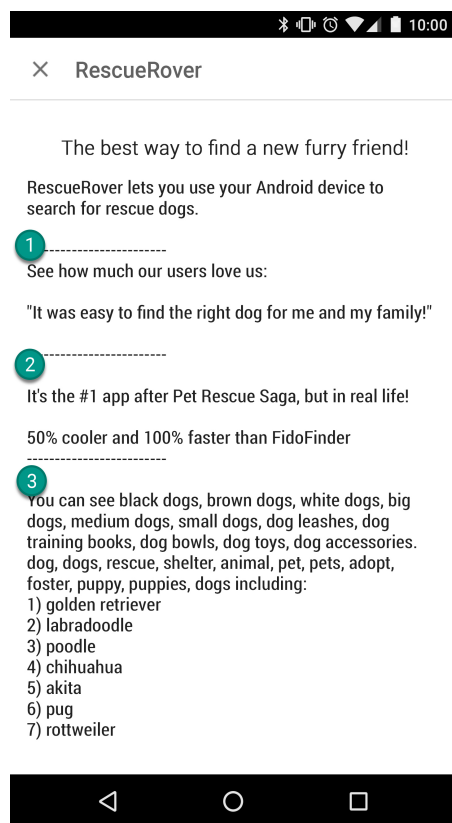 10:00
RescueRover
The best way to find a new furry friend!
RescueRover lets you use your Android device to
search for rescue dogs.
1
-----------------------
See how much our users love us:
"It was easy to find the right dog for me and my family!"
-----------------------
2
It's the #1 app after Pet Rescue Saga, but in real life!
50% cooler and 100% faster than FidoFinder
-------------------------
3
You can see black dogs, brown dogs, white dogs, big
dogs, medium dogs, small dogs, dog leashes, dog
training books, dog bowls, dog toys, dog accessories.
dog, dogs, rescue, shelter, animal, pet, pets, adopt,
foster, puppy, puppies, dogs including:
1) golden retriever
2) labradoodle
3) poodle
4) chihuahua
5) akita
6) pug
7) rottweiler